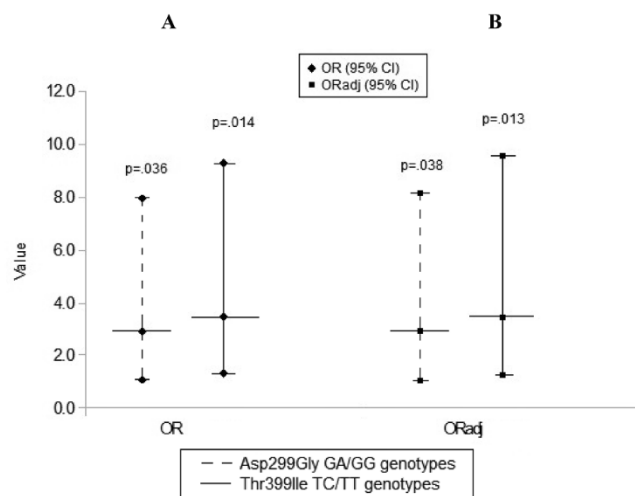 A
B
OR (95% CI)
ORadj (95% CI)
12.0
10.0
8.0
6.0
4.0
2.0
0.0
Value
p=.036
p=.014
p=.038
p=.013
OR
ORadj
Asp299Gly GA/GG genotypes
Thr399Ile TC/TT genotypes